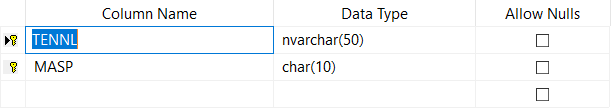 Column Name Data Type Allow Nulls
TENNL nvarchar(50)
MASP char(10)